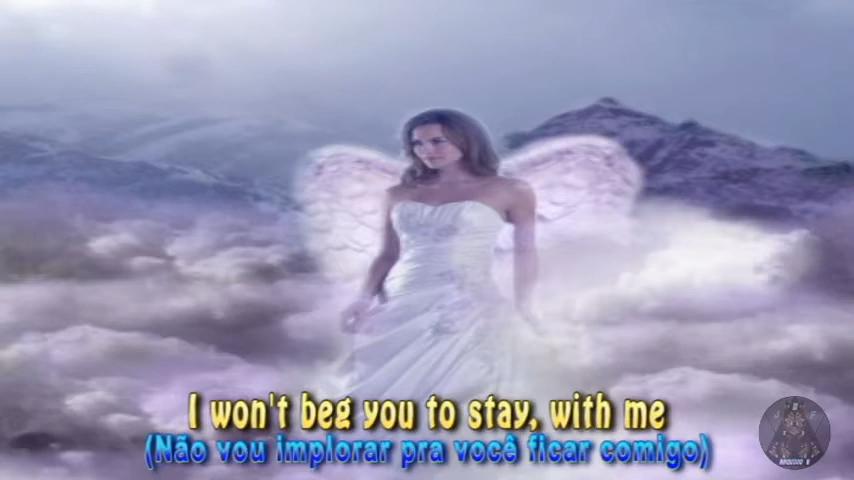 I won't beg you to stay, with me
(Não vou implorar pra você ficar comigo)